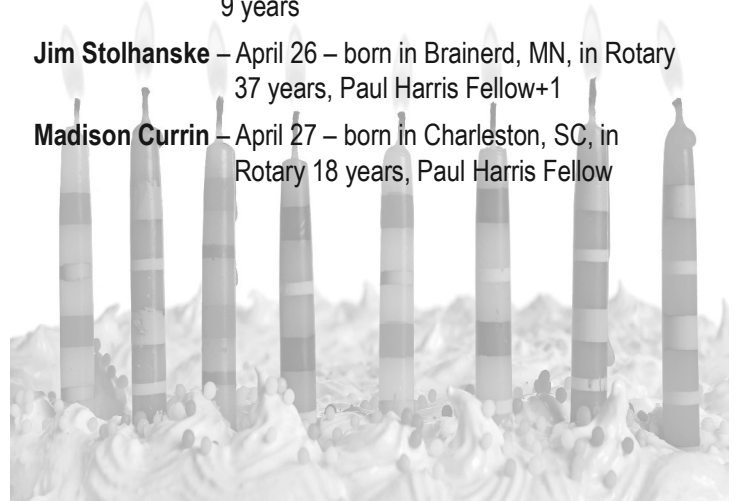 9 years
Jim Stolhanske – April 26 – born in Brainerd, MN, in Rotary
37 years, Paul Harris Fellow+1
Madison Currin – April 27 – born in Charleston, SC, in
Rotary 18 years, Paul Harris Fellow